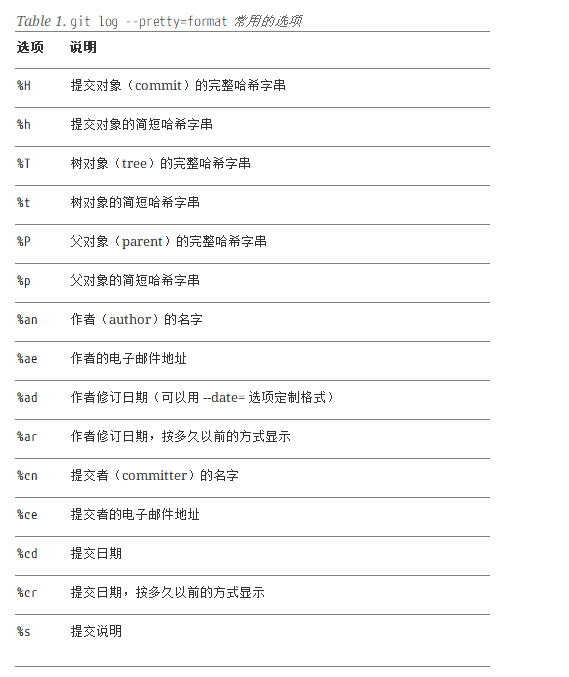 Table 1. git log --pretty=format 常用的选项
选项 说明
%H 提交对象（commit）的完整哈希字串
%h 提交对象的简短哈希字串
%T 树对象（tree）的完整哈希字串
%t 树对象的简短哈希字串
%P 父对象（parent）的完整哈希字串
%p 父对象的简短哈希字串
%an 作者（author）的名字
%ae 作者的电子邮件地址
%ad 作者修订日期（可以用 --date= 选项定制格式）
%ar 作者修订日期，按多久以前的方式显示
%cn 提交者（committer）的名字
%ce 提交者的电子邮件地址
%cd 提交日期
%cr 提交日期，按多久以前的方式显示
%s 提交说明